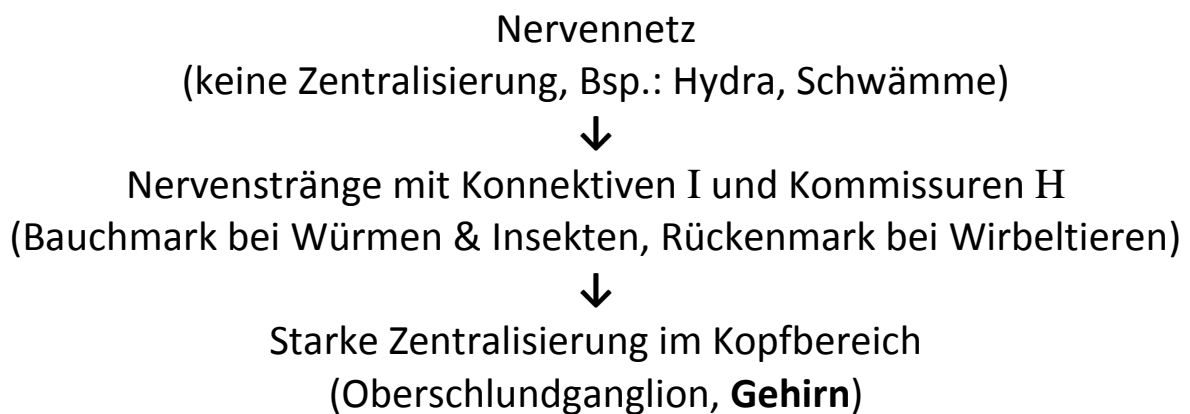 Nervennetz
(keine Zentralisierung, Bsp.: Hydra, Schwämme)
↓
Nervenstränge mit Konnektiven I und Kommissuren H
(Bauchmark bei Würmen & Insekten, Rückenmark bei Wirbeltieren)
↓
Starke Zentralisierung im Kopfbereich
(Oberschlundganglion, Gehirn)